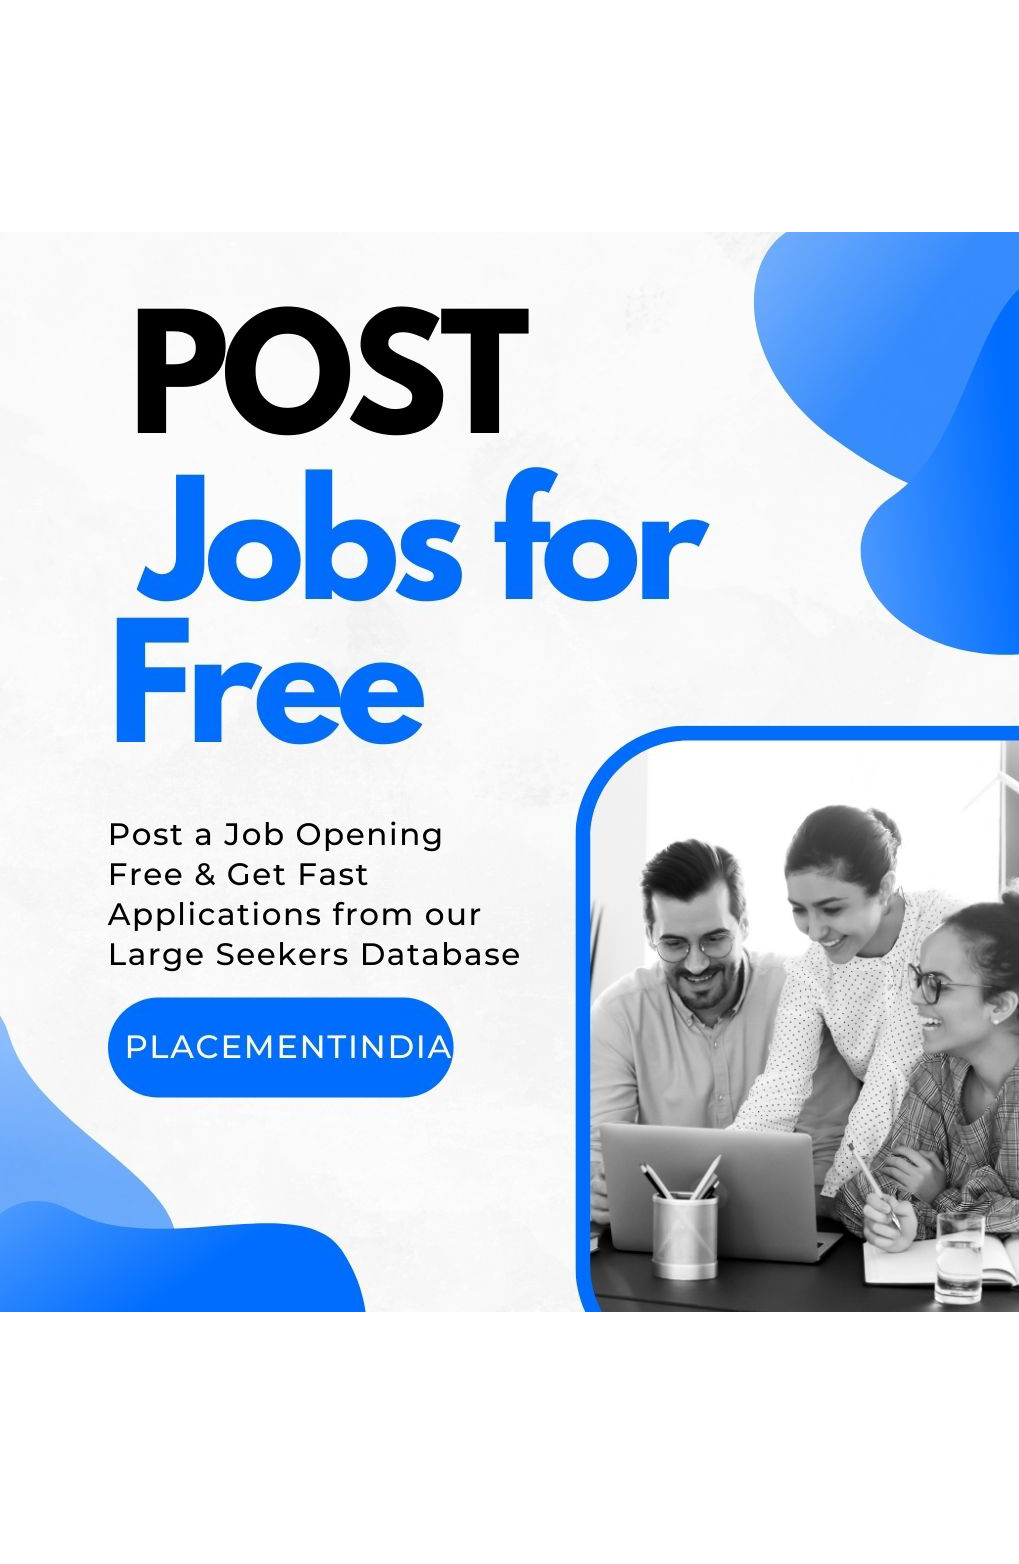 POST
Jobs for
Free
Post a Job Opening
Free & Get Fast
Applications from our
Large Seekers Database
PLACEMENTINDIA